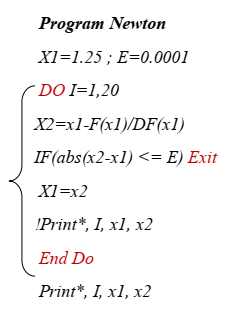 Program Newton
X1=1.25 ; E=0.0001
DO I=1,20
X2=x1-F(x1)/DF(x1)
IF(abs(x2-x1) <= E) Exit
X1=x2
!Print*, I, x1, x2
End Do
Print*, I, x1, x2